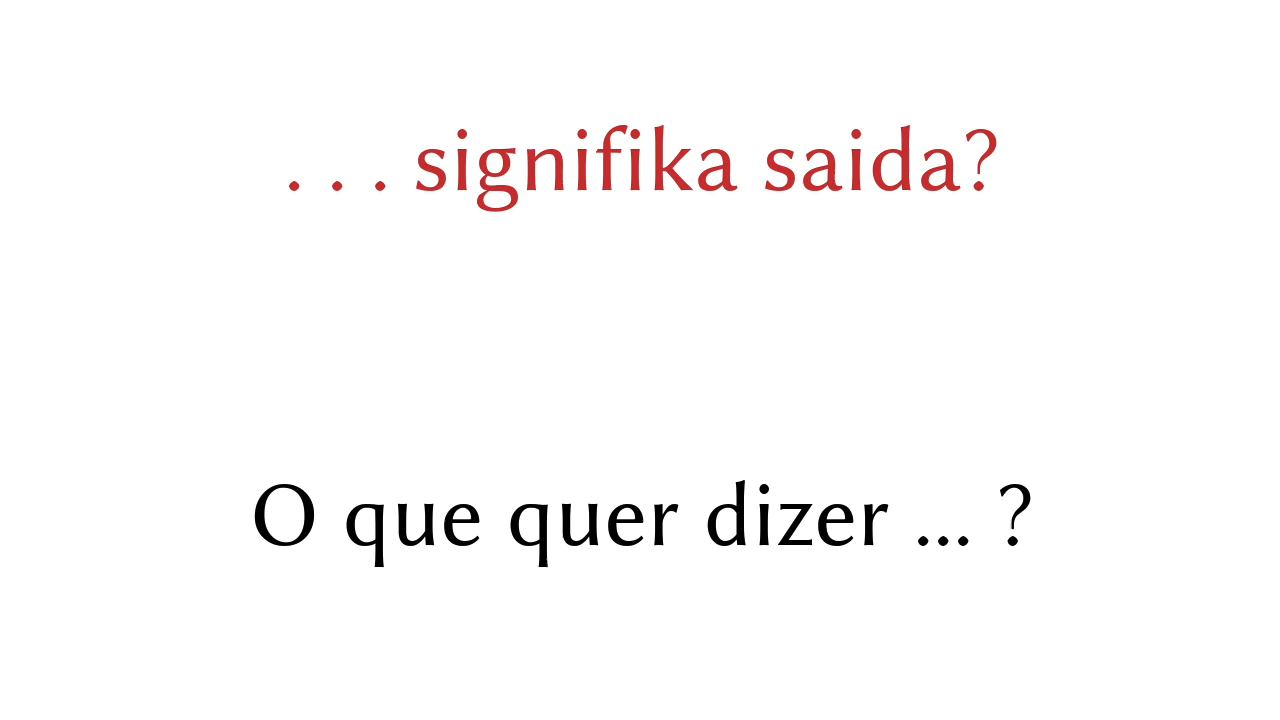 . . . signifika saida?
O que quer dizer ... ?